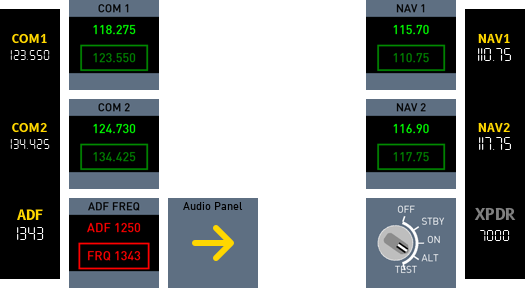 COM1
123.550
COM 1
118.275
123.550
NAV 1
115.70
110.75
NAV1
110.75
COM2
134.425
COM 2
124.730
134.425
NAV 2
116.90
117.75
NAV2
117.75
ADF
1343
ADF FREQ
ADF 1250
FRQ 1343
Audio Panel
OFF
STBY
ON
ALT
TEST
XPDR
7000